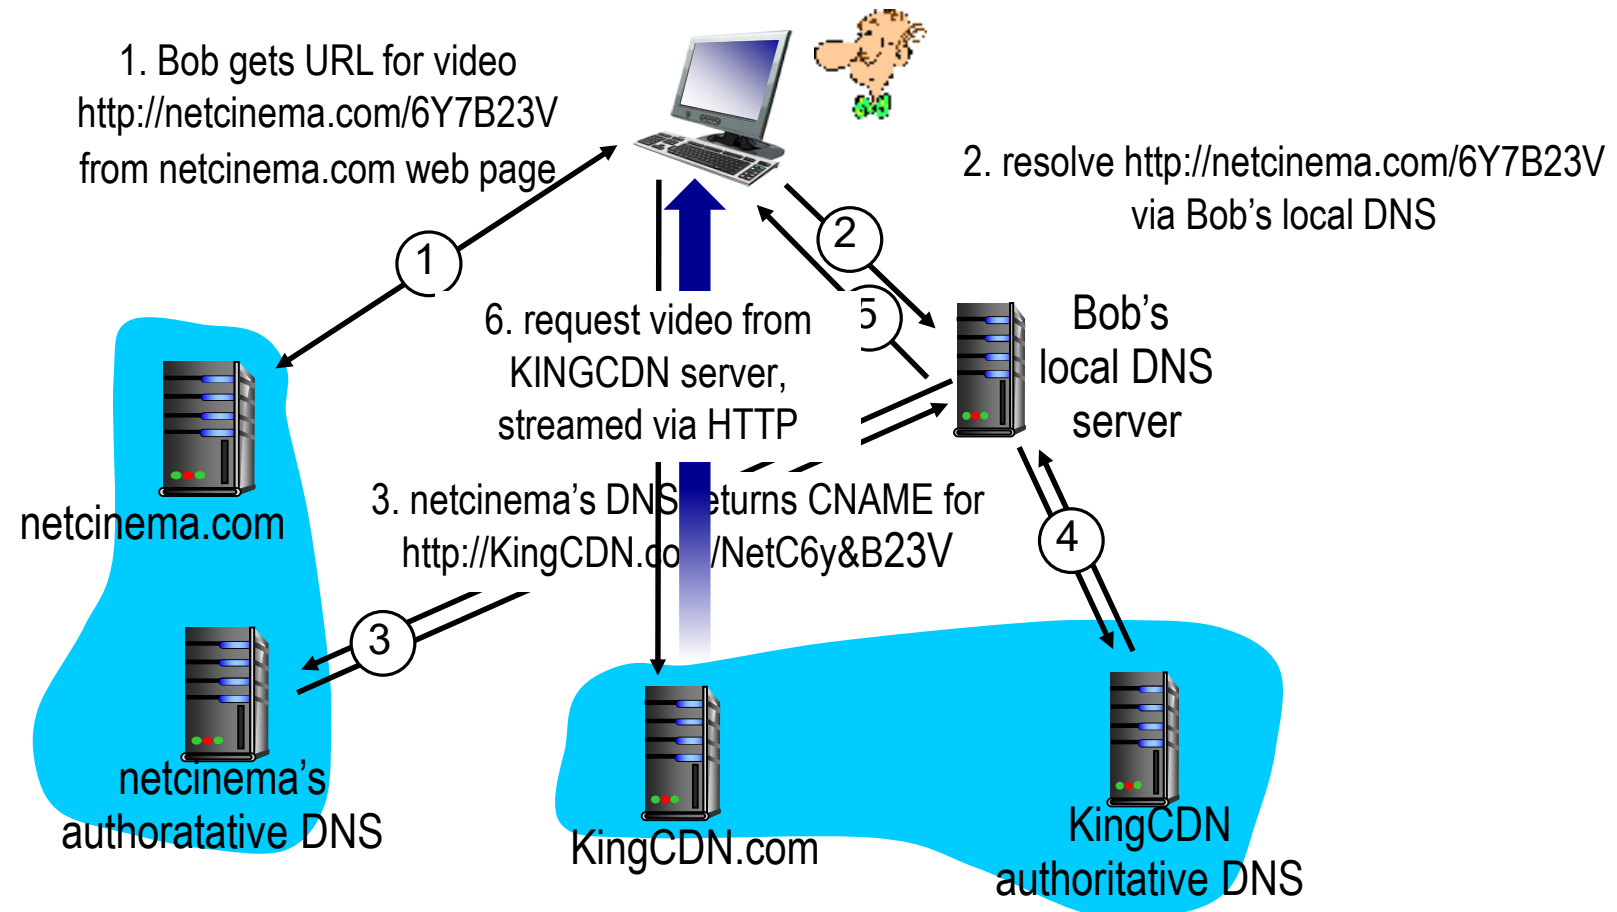 1. Bob gets URL for video
http://netcinema.com/6Y7B23V
from netcinema.com web page
2. resolve http://netcinema.com/6Y7B23V
via Bob's local DNS
1
2
5
6. request video from
KINGCDN server,
streamed via HTTP
Bob's
local DNS
server
netcinema.com
3. netcinema's DNS returns CNAME for
http://KingCDN.com/NetC6y&B23V
4
3
netcinema's
authoratative DNS
KingCDN.com
KingCDN
authoritative DNS